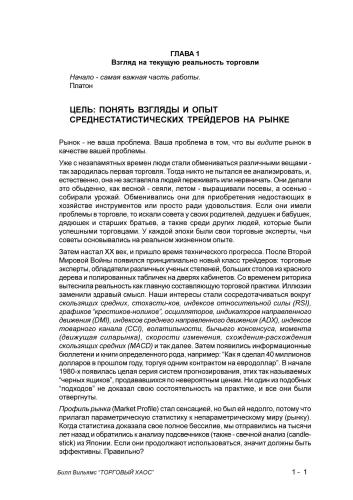 ГЛАВА 1
Взгляд на текущую реальность торговли
Начало - самая важная часть работы.
Платон
ЦЕЛЬ: ПОНЯТЬ ВЗГЛЯДЫ И ОПЫТ
СРЕДНЕСТАТИСТИЧЕСКИХ ТРЕЙДЕРОВ НА РЫНКЕ
Рынок - не ваша проблема. Ваша проблема в том, что вы видите рынок в
качестве вашей проблемы.
Уже с незапамятных времен люди стали обмениваться различными вещами -
так зародилась первая торговля. Тогда никто не пытался ее анализировать, и,
естественно, она не заставляла людей переживать или нервничать. Они делали
это обыденно, как весной - сеяли, летом - выращивали посевы, а осенью -
собирали урожай. Обменивались они для приобретения недостающих в
хозяйстве инструментов или просто ради удовольствия. Если они имели
проблемы в торговле, то искали совета у своих родителей, дедушек и бабушек,
дядюшек и старших братьев, а также среди других людей, которые были
успешными торговцами. У каждой эпохи были свои торговые эксперты, чьи
советы основывались на реальном жизненном опыте.
Затем настал XX век, и пришло время технического прогресса. После Второй
Мировой Войны появился принципиально новый класс трейдеров: торговые
эксперты, обладатели различных ученых степеней, больших столов из красного
дерева и полированных табличек на дверях кабинетов. Со временем риторика
вытеснила реальность как главную составляющую торговой практики. Иллюзии
заменили здравый смысл. Наши интересы стали сосредотачиваться вокруг
скользящих средних, стохасти-ков, индексов относительной силы (RSI),
графиков "крестиков-ноликов", осцилляторов, индикаторов направленного
движения (DMI), индексов среднего направленного движения (ADX), индексов
товарного канала (CCI), волатильности, бычьего консенсуса, момента
(движущая силарынка), скорости изменения, схождения-расхождения
скользящих средних (MACD) и так далее. Затем появились информационные
бюллетени и книги определенного рода, например: "Как я сделал 40 миллионов
долларов в прошлом году, торгуя одним контрактом на евродоллар". В начале
1980-х появилась целая серия систем прогнозирования, этих так называемых
"черных ящиков", продававшихся по невероятным ценам. Ни один из подобных
"подходов" не доказал свою состоятельность на практике, и все они были
отвергнуты.
Профиль рынка (Market Profile) стал сенсацией, но был ей недолго, потому что
прилагал параметрическую статистику к непараметрическому миру (рынку).
Когда статистика доказала свое полное бессилие, мы отправились на тысячи
лет назад и обратились к анализу подсвечников (также - свечной анализ (candle-
stick) из Японии. Если они продолжают использоваться, значит должны быть
эффективны. Правильно?
Билл Вильямс "ТОРГОВЫЙ ХАОС"
1 - 1